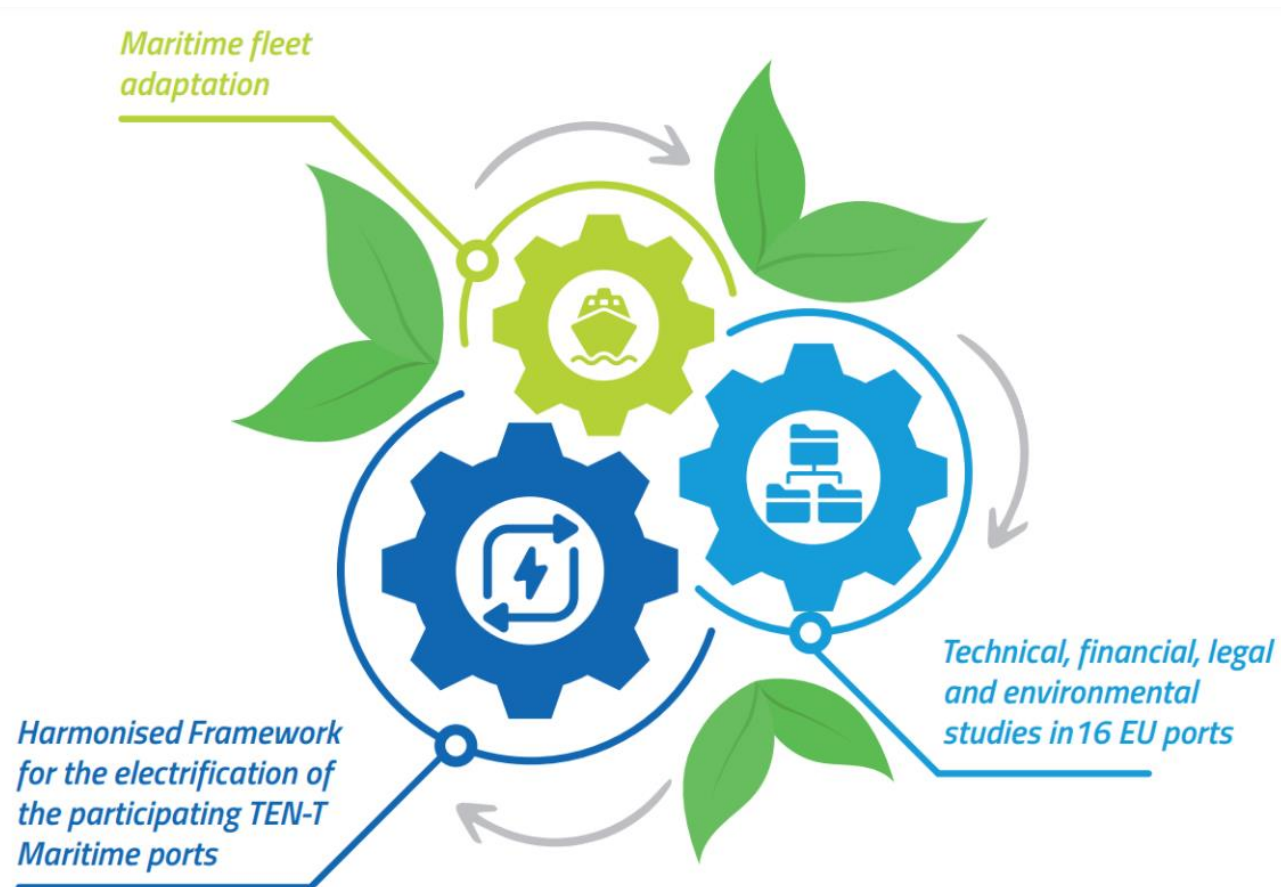 Maritime fleet
adaptation
Technical, financial, legal
and environmental
studies in16 EU ports
Harmonised Framework
for the electrification of
the participating TEN-T
Maritime ports